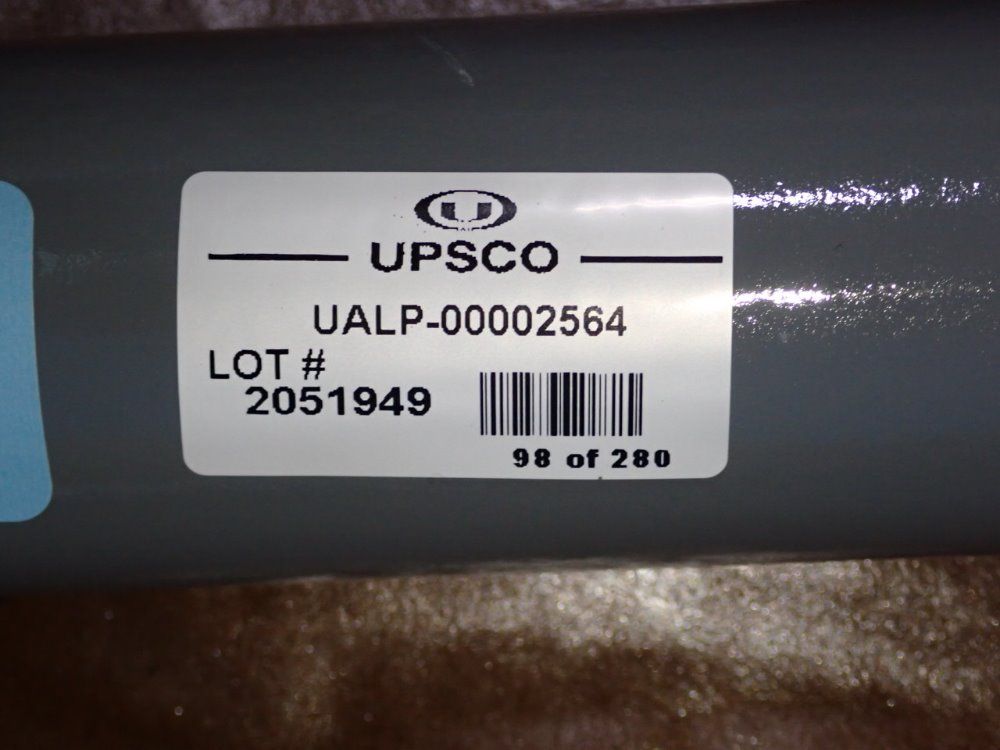 U
UPSCO
UALP-00002564
LOT #
2051949
98 of 280